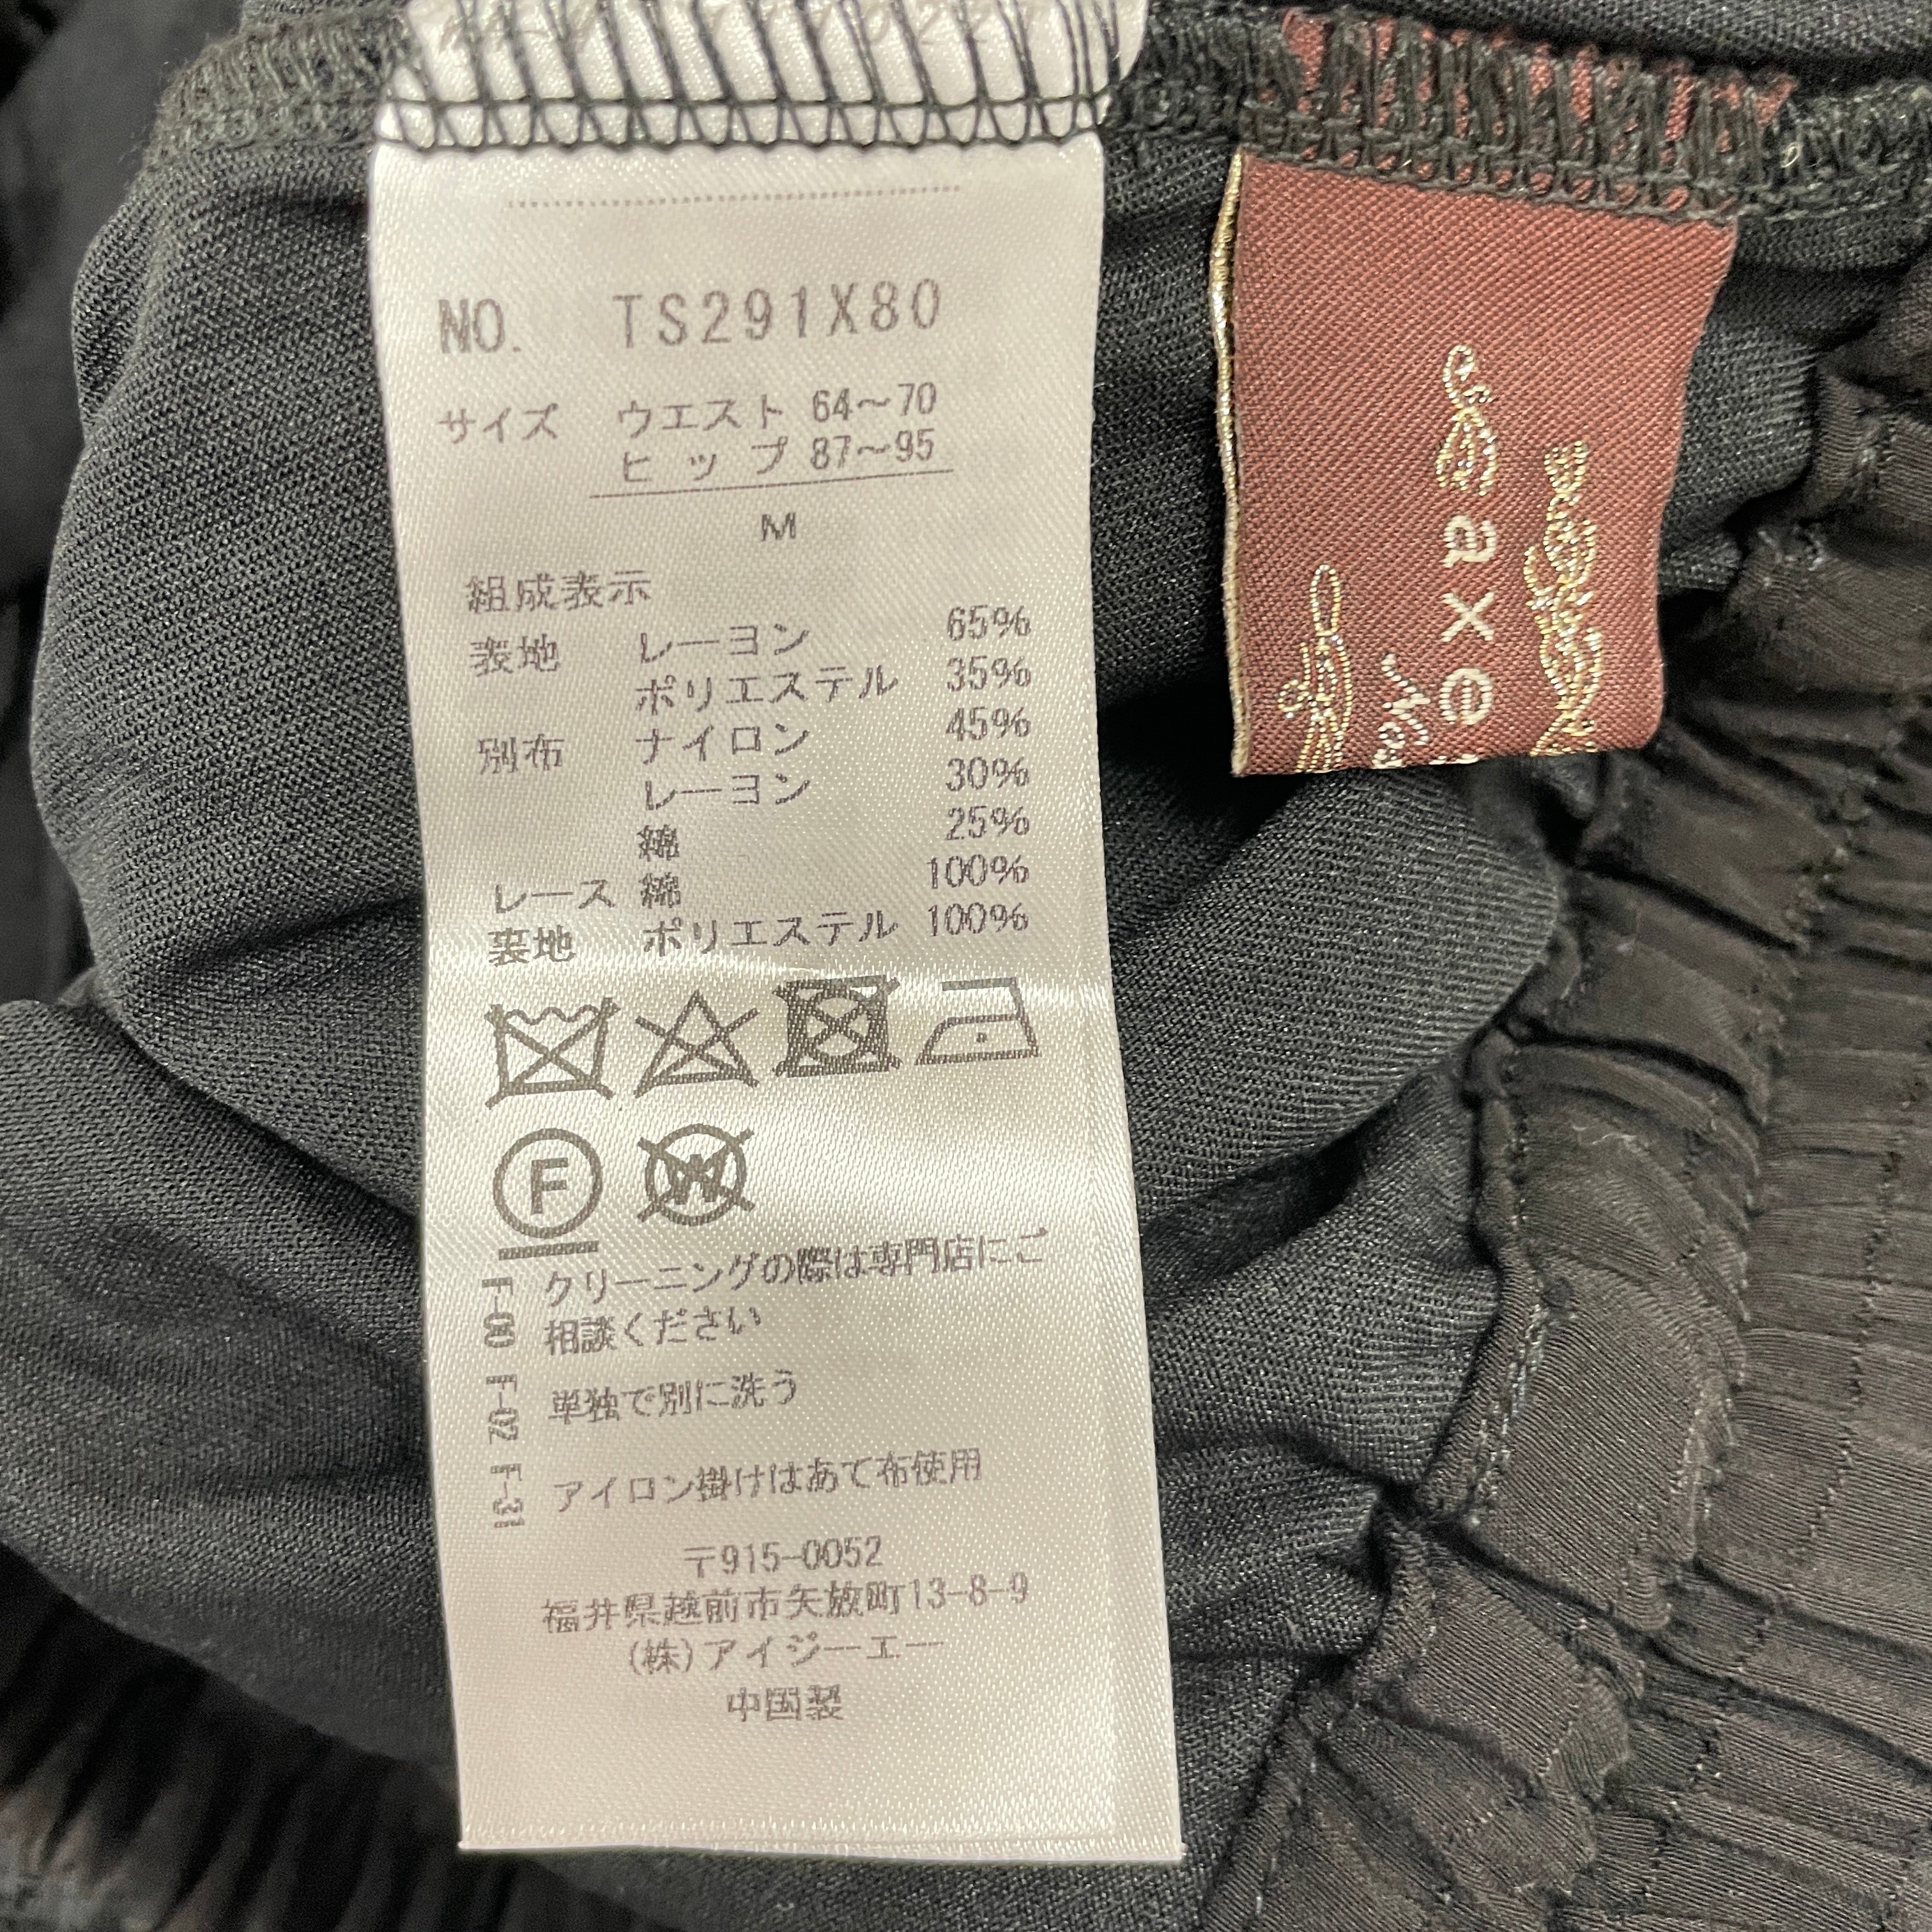 NO. TS291X80
サイズ ウエスト 64～70
ヒップ 87～95
M
組成表示
表地 レーヨン 65%
ポリエステル 35%
別布 ナイロン 45%
レーヨン 30%
綿 25%
レース 綿 100%
裏地 ポリエステル 100%
F W
F-00 F-02 F-31
クリーニングの際は専門店にご
相談ください
単独で別に洗う
アイロン掛けはあて布使用
〒915-0052
福井県越前市矢放町13-8-9
(株)アイジーエー
中国製
axe